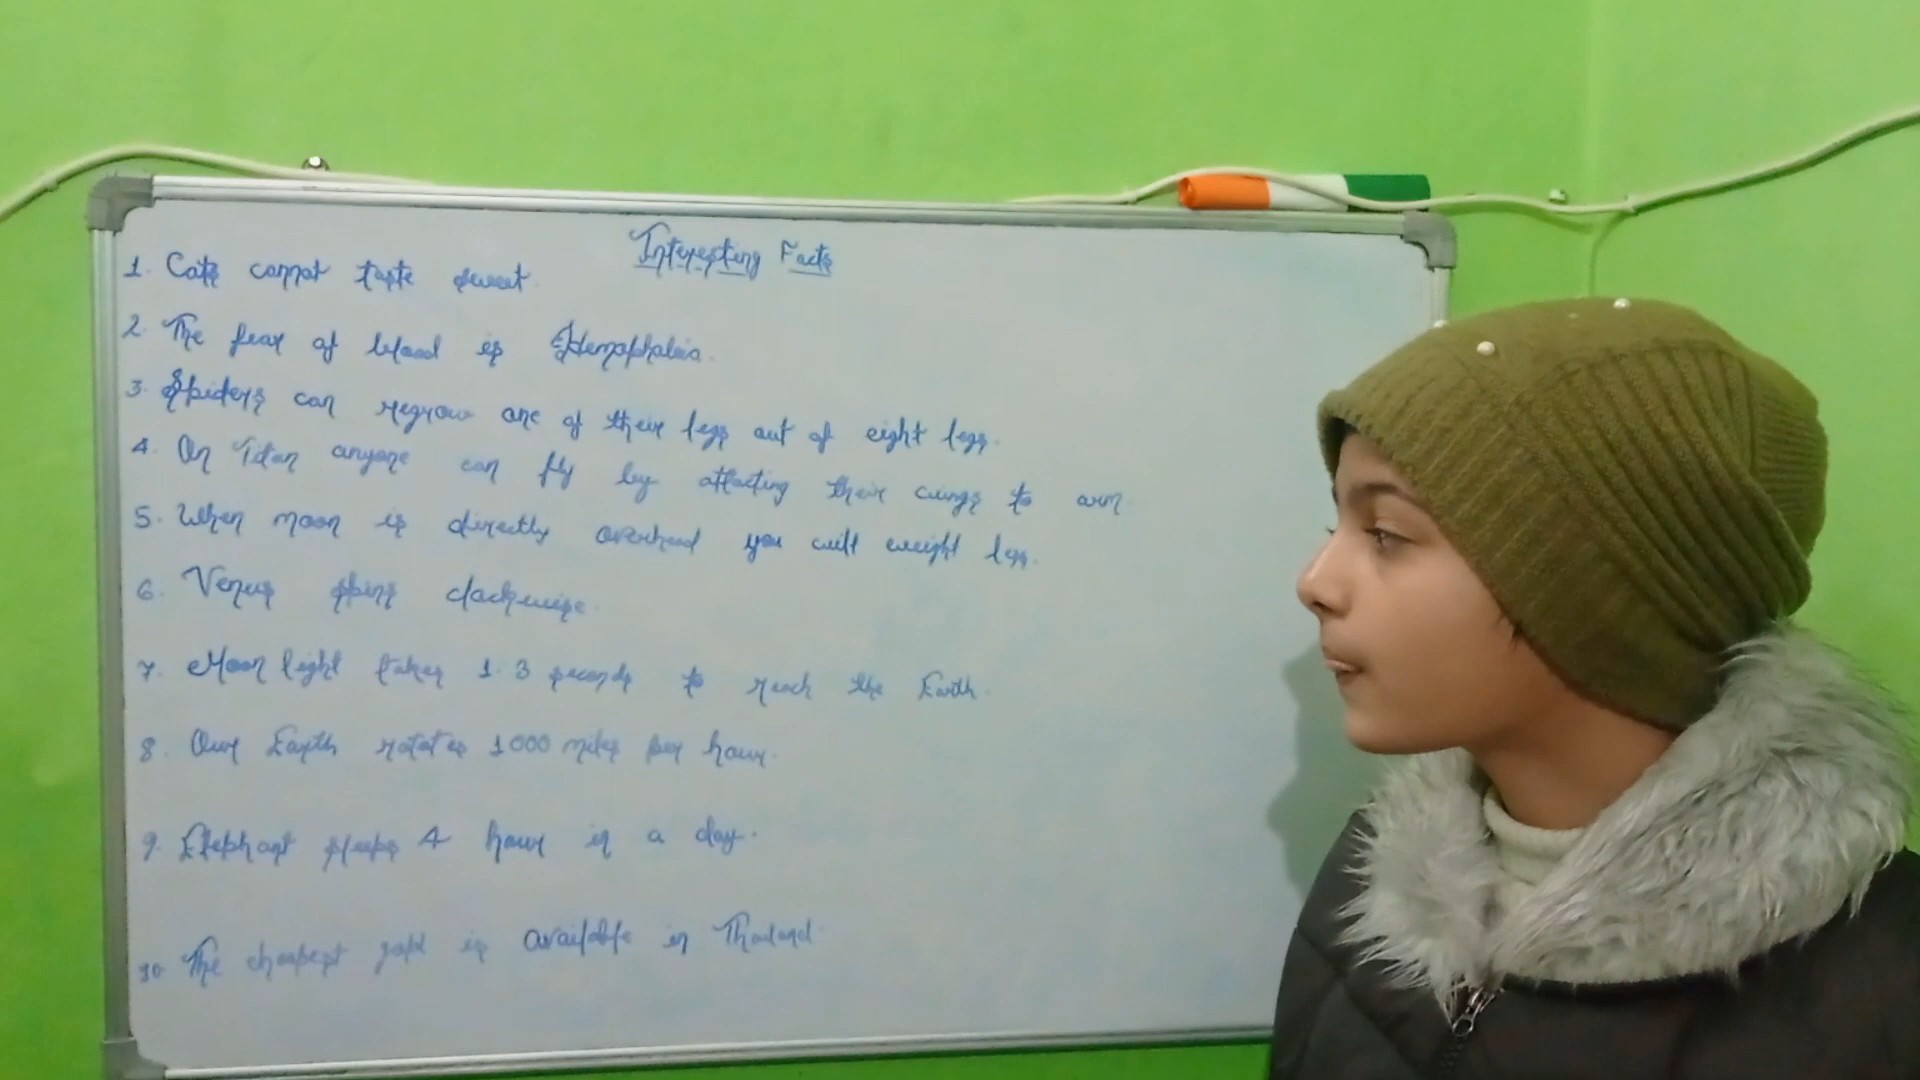 Interesting Facts
1. Cats cannot taste sweet.
2. The fear of blood is Hemophobia.
3. Spiders can regrow one of their legs out of eight legs.
4. On Titan anyone can fly by attacting their wings to arm.
5. When moon is directly overhead you will weight less.
6. Venus spins clockwise.
7. Moon light takes 1.3 seconds to reach the Earth.
8. Our Earth rotates 1000 miles per hour.
9. Elephant sleeps 4 hour in a day.
10. The cheapest gold is available in Thailand.